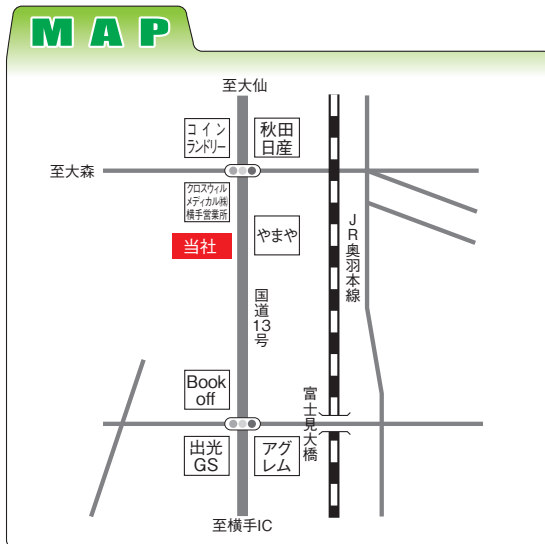 MAP
至大仙
コイン
ランドリー
秋田
日産
至大森
クロスウィル
メディカル㈱
横手営業所
当社
やまや
JR奥羽本線
国道13号
Book
off
富士見大橋
出光
GS
アグ
レム
至横手IC